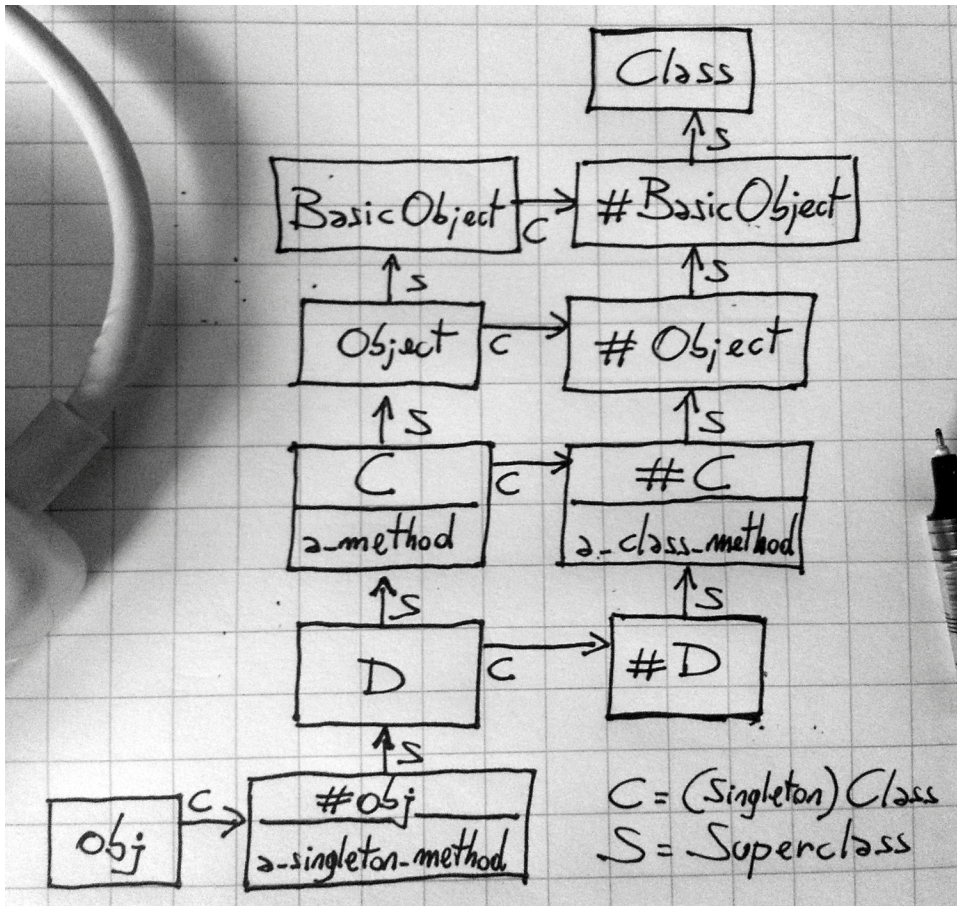 Class
S
BasicObject
C
#BasicObject
S
S
Object
C
#Object
S
S
C
C
#C
a_method
a_class_method
S
S
D
C
#D
S
obj
C
#obj
a_singleton_method
C = (Singleton) Class
S = Superclass